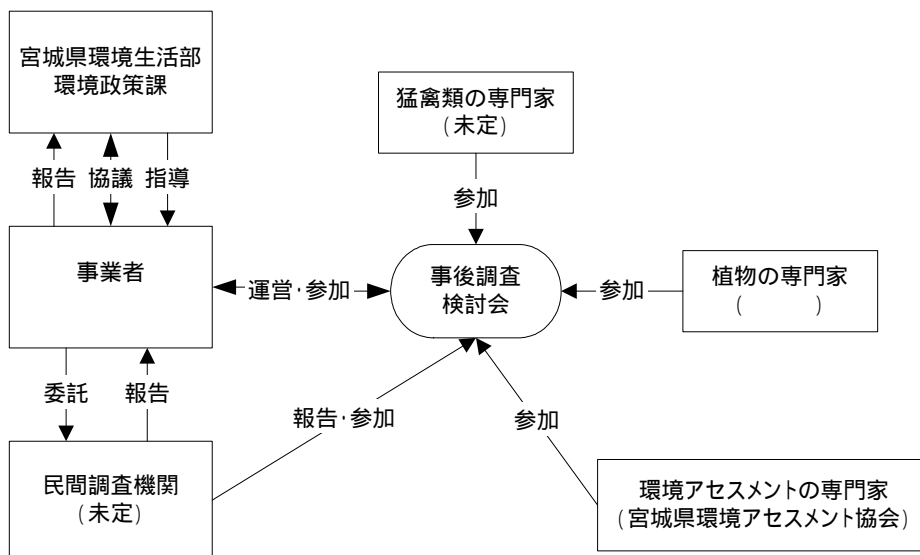 宮城県環境生活部
環境政策課
猛禽類の専門家
(未定)
報告
協議
指導
参加
事業者
運営・参加
事後調査
検討会
参加
植物の専門家
(　　　)
委託
報告
報告・参加
参加
民間調査機関
(未定)
環境アセスメントの専門家
(宮城県環境アセスメント協会)